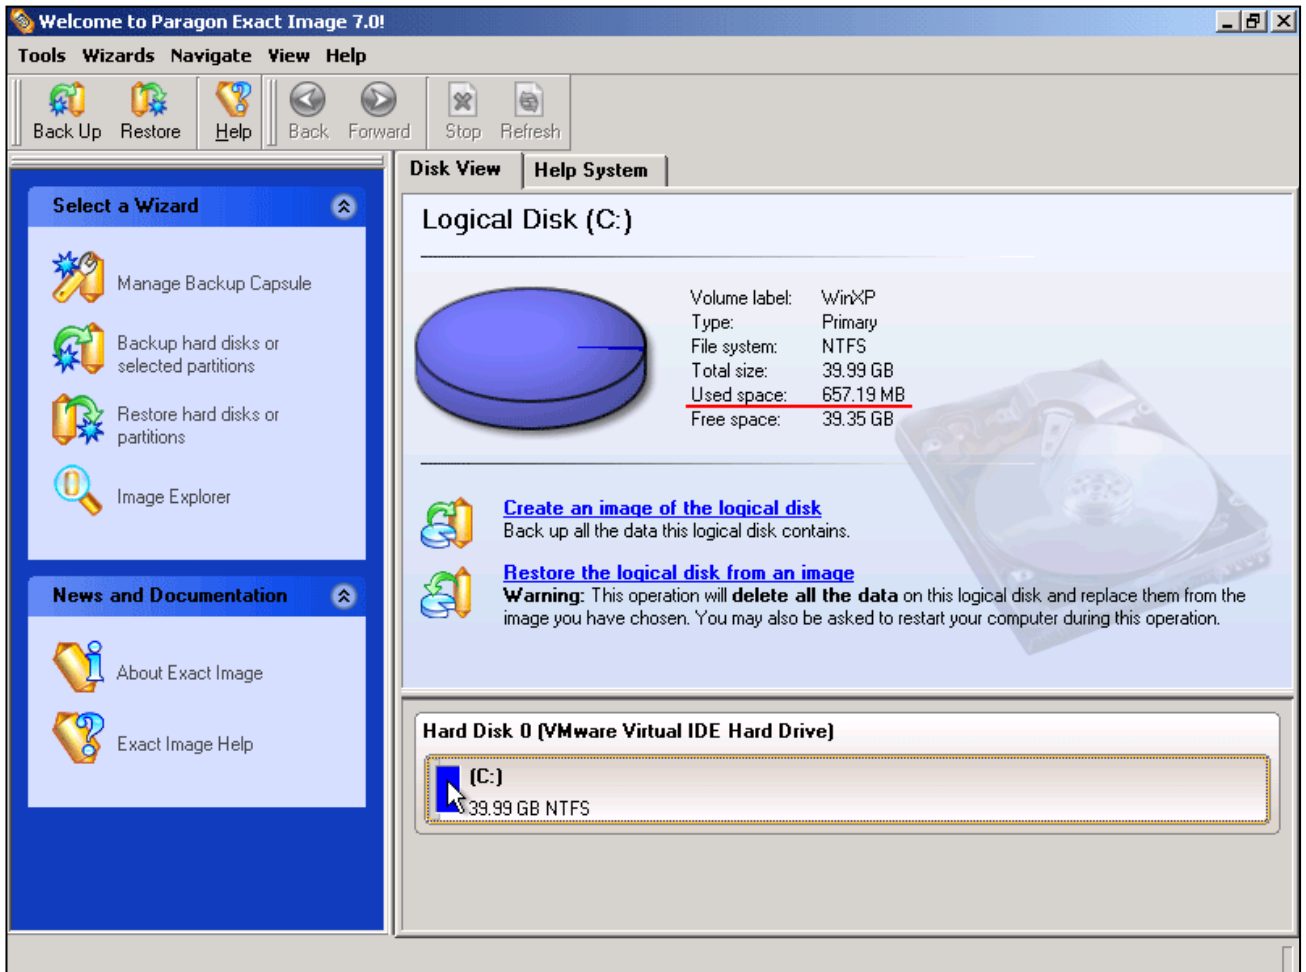 Welcome to Paragon Exact Image 7.0!
Tools Wizards Navigate View Help
Back Up Restore Help Back Forward Stop Refresh
Select a Wizard
Manage Backup Capsule
Backup hard disks or
selected partitions
Restore hard disks or
partitions
Image Explorer
News and Documentation
About Exact Image
Exact Image Help
Disk View Help System
Logical Disk (C:)
Volume label: WinXP
Type: Primary
File system: NTFS
Total size: 39.99 GB
Used space: 657.19 MB
Free space: 39.35 GB
Create an image of the logical disk
Back up all the data this logical disk contains.
Restore the logical disk from an image
Warning: This operation will delete all the data on this logical disk and replace them from the
image you have chosen. You may also be asked to restart your computer during this operation.
Hard Disk 0 (VMware Virtual IDE Hard Drive)
(C:)
39.99 GB NTFS